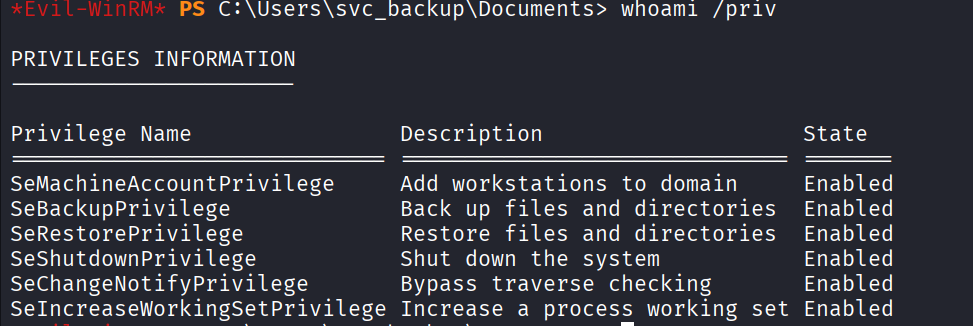 *Evil-WinRM* PS C:\Users\svc_backup\Documents> whoami /priv
PRIVILEGES INFORMATION
----------------------
Privilege Name Description State
============================= ============================== =======
SeMachineAccountPrivilege Add workstations to domain Enabled
SeBackupPrivilege Back up files and directories Enabled
SeRestorePrivilege Restore files and directories Enabled
SeShutdownPrivilege Shut down the system Enabled
SeChangeNotifyPrivilege Bypass traverse checking Enabled
SeIncreaseWorkingSetPrivilege Increase a process working set Enabled